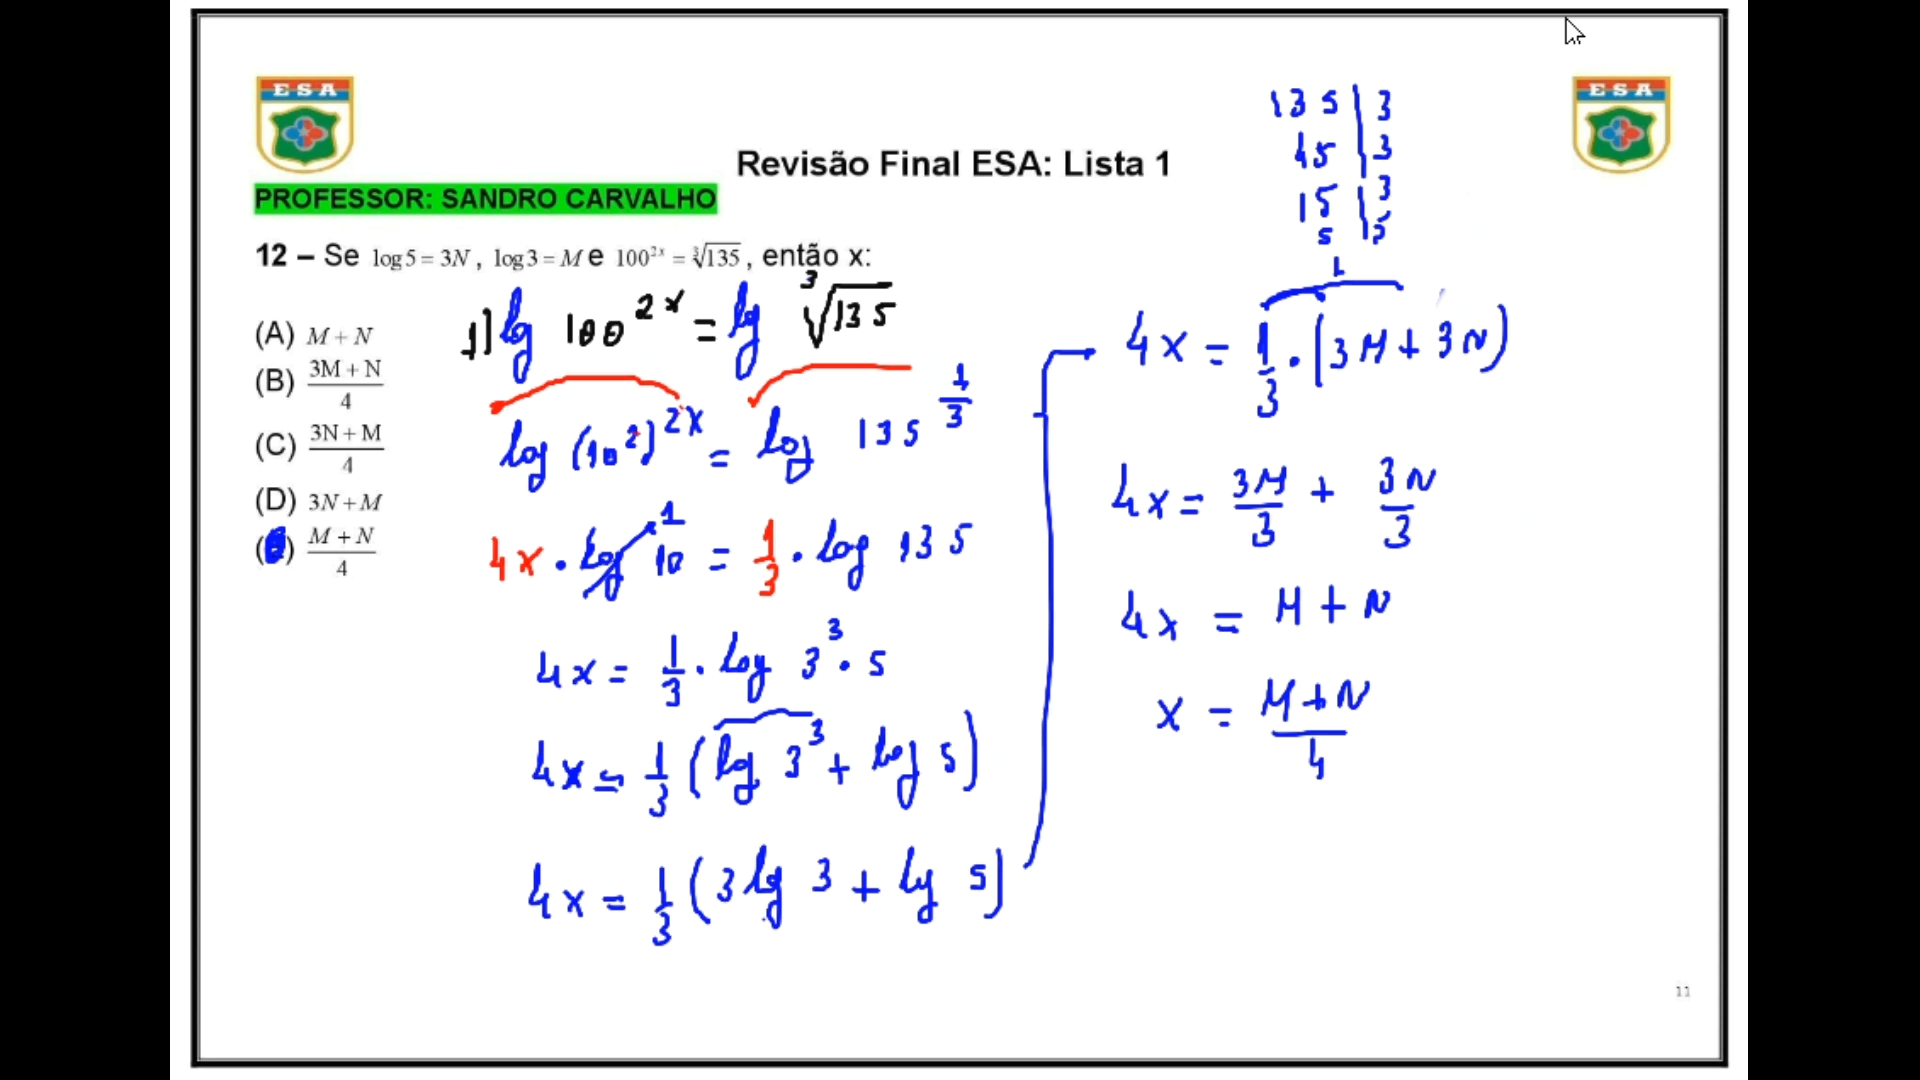 ESA
ESA
Revisão Final ESA: Lista 1
PROFESSOR: SANDRO CARVALHO
135 | 3
45 | 3
15 | 3
5 | 5
1
12 – Se log5 = 3N, log3 = M e 100^{2x} = ∛135, então x:
(A) M + N
(B) (3M + N)/4
(C) (3N + M)/4
(D) 3N + M
( ) (M + N)/4
1] log 100^{2x} = log ∛135
log (10²)^{2x} = log 135^{1/3}
4x · log 10 = 1/3 · log 135
1
4x = 1/3 · log 3³ · 5
4x = 1/3 (log 3³ + log 5)
4x = 1/3 (3 log 3 + log 5)
4x = 1/3 · (3M + 3N)
4x = 3M/3 + 3N/3
4x = M + N
x = (M + N)/4
11